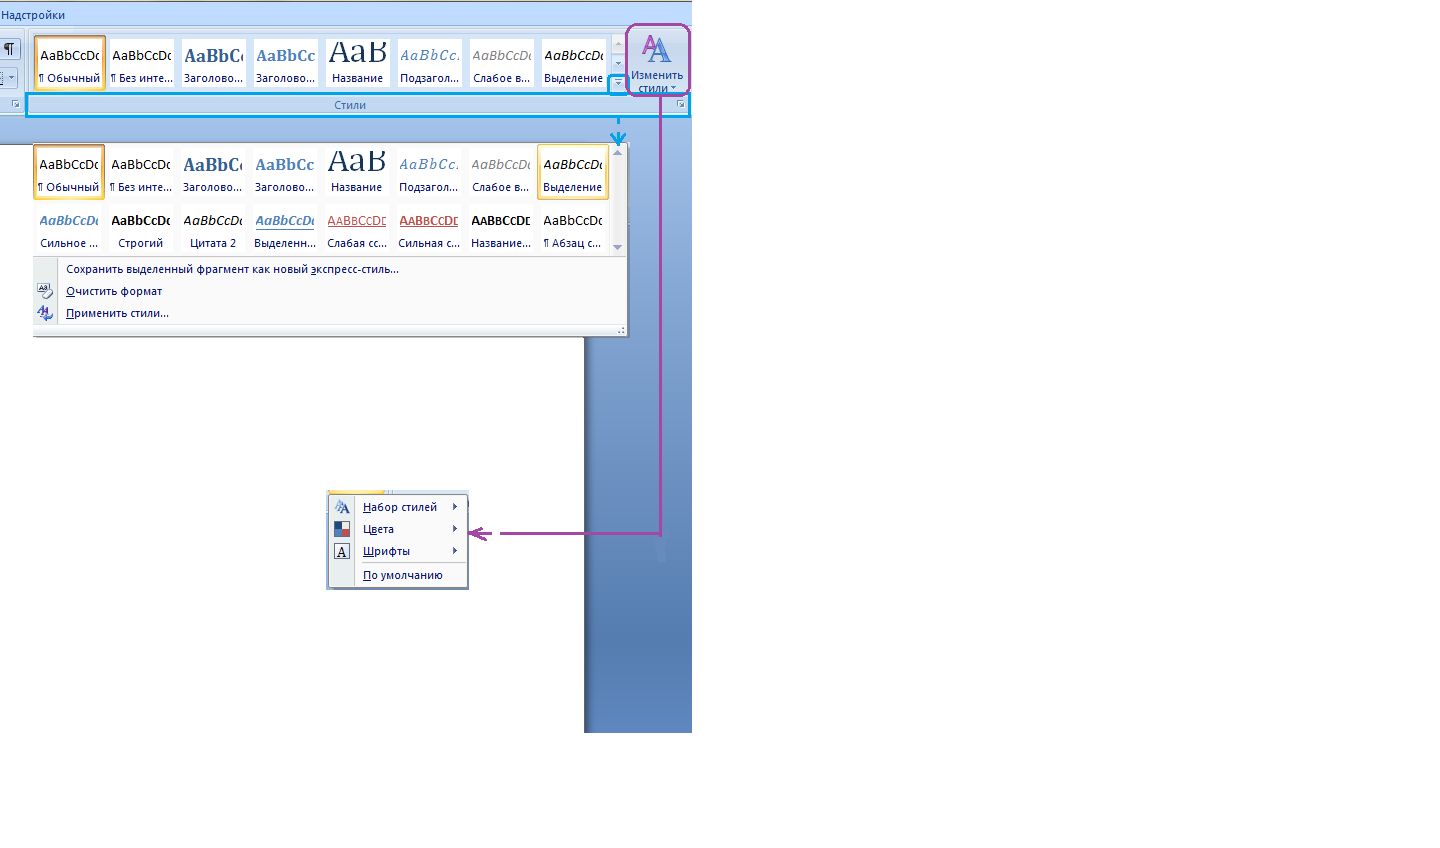 Надстройки
¶ AaBbCcDc AaBbCcDc AaBbC AaBbCc АаВ AaBbCc. AaBbCcDc AaBbCcDc АА
¶ Обычный ¶ Без инте... Заголово... Заголово... Название Подзагол... Слабое в... Выделение Изменить стили
Стили
AaBbCcDc AaBbCcDc AaBbC AaBbCc АаВ AaBbCc. AaBbCcDc AaBbCcDc
¶ Обычный ¶ Без инте... Заголово... Заголово... Название Подзагол... Слабое в... Выделение
AaBbCcDc AaBbCcDc AaBbCcDc AaBbCcDc AABBCCDD AABBCCDD AABBCCDD AaBbCcDc
Сильное ... Строгий Цитата 2 Выделенн... Слабая сс... Сильная с... Название... ¶ Абзац с...
Сохранить выделенный фрагмент как новый экспресс-стиль...
Очистить формат
Применить стили...
Набор стилей
Цвета
A Шрифты
По умолчанию